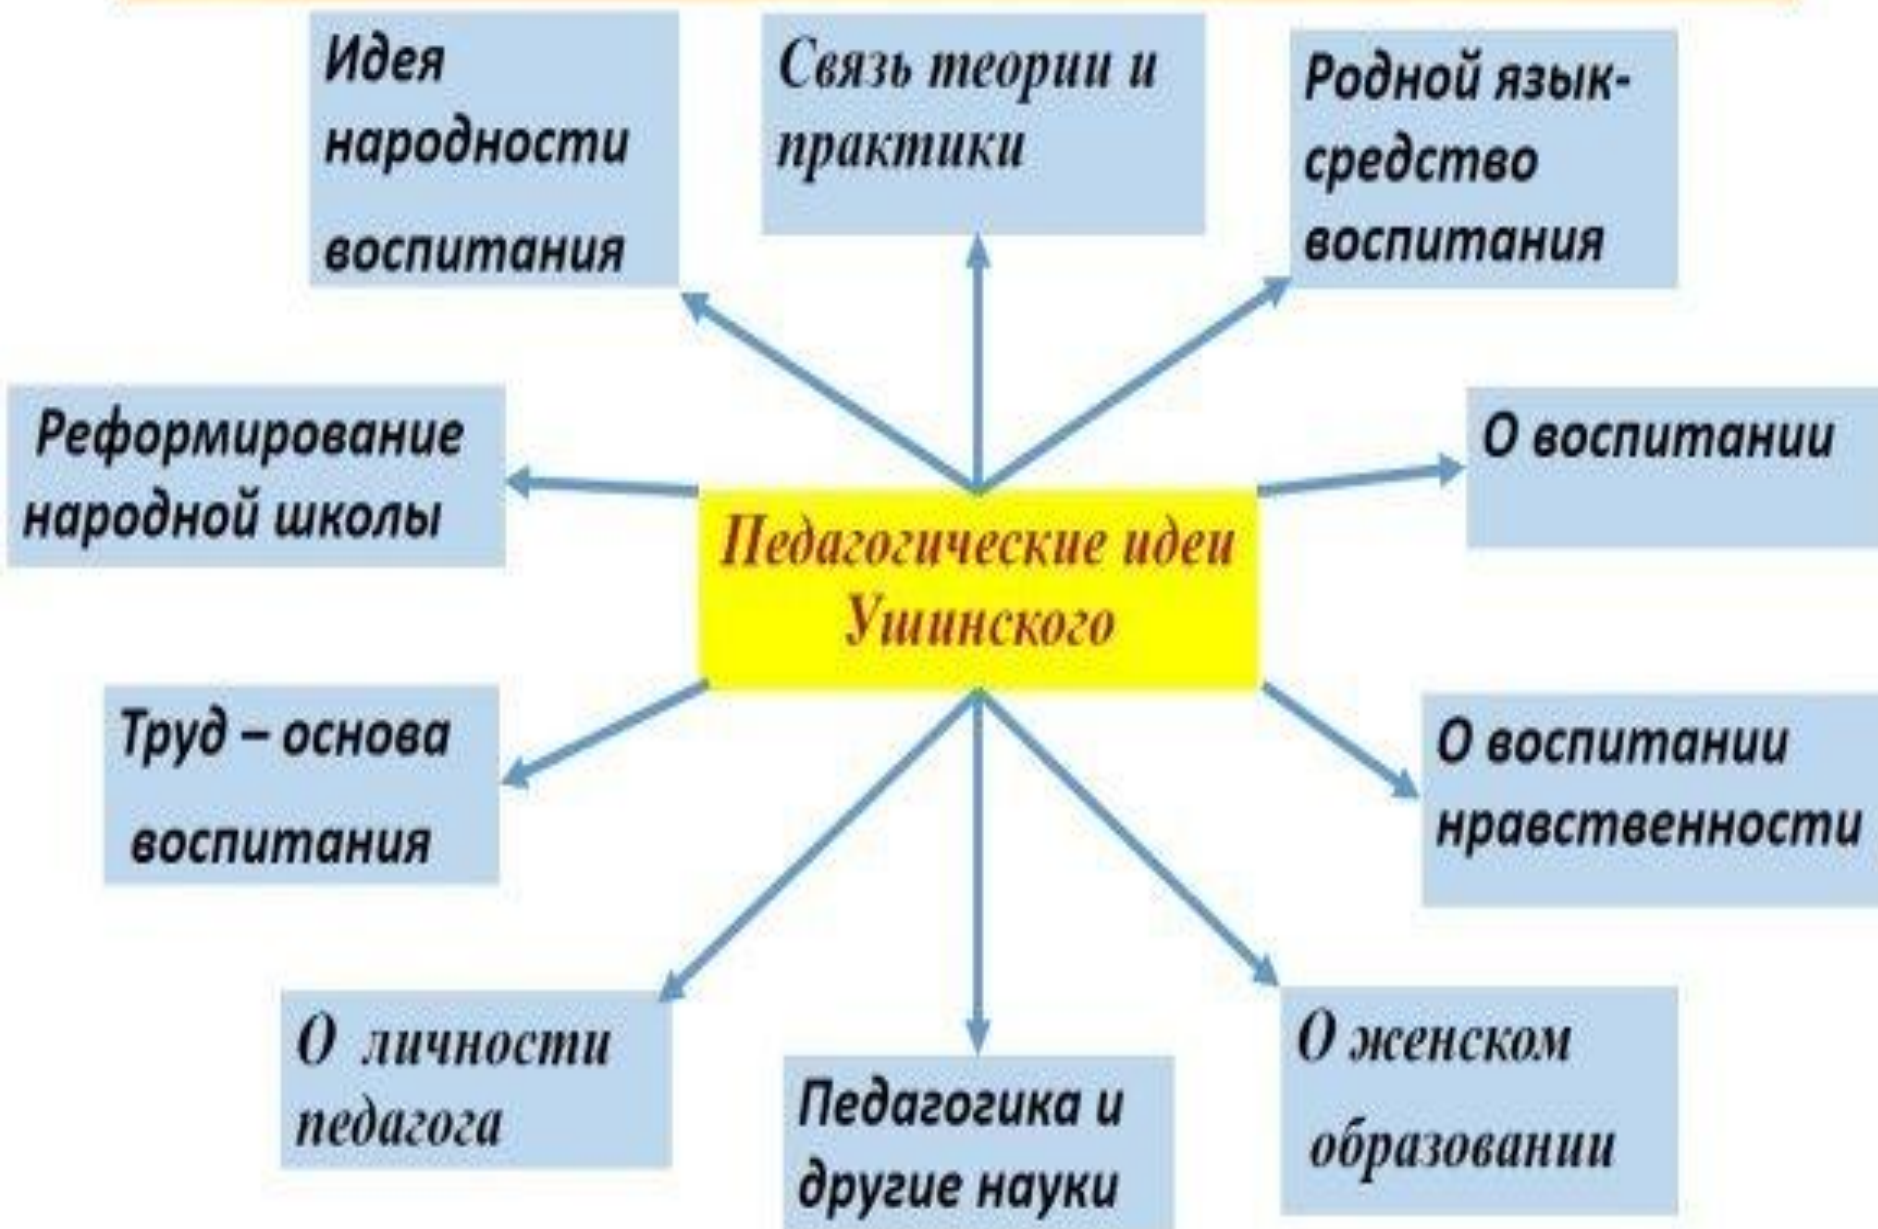 Идея
народности
воспитания
Связь теории и
практики
Родной язык-
средство
воспитания
Реформирование
народной школы
О воспитании
Педагогические идеи
Ушинского
Труд – основа
воспитания
О воспитании
нравственности
О личности
педагога
Педагогика и
другие науки
О женском
образовании